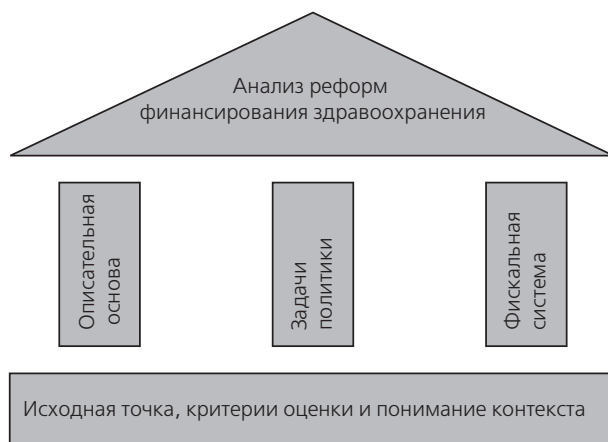 Анализ реформ
финансирования здравоохранения
Описательная
основа
Задачи
политики
Фискальная
система
Исходная точка, критерии оценки и понимание контекста